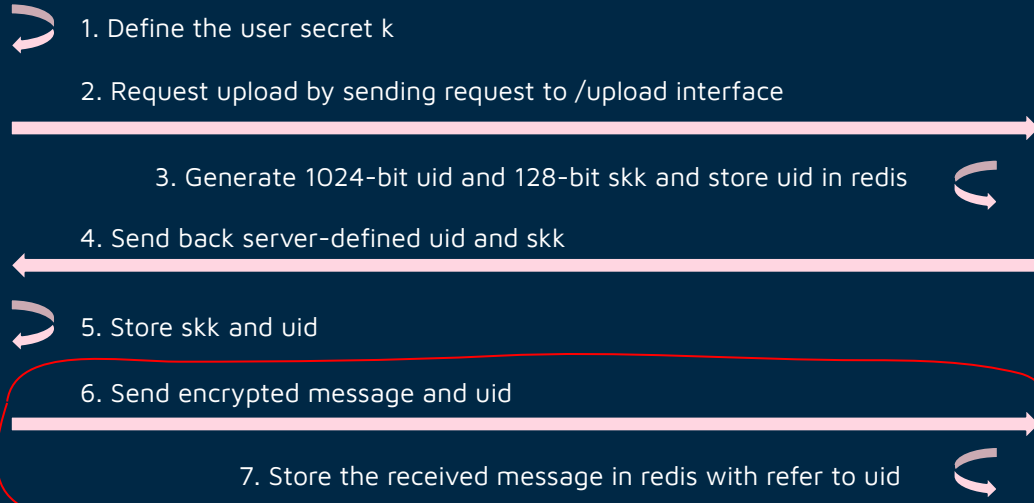 1. Define the user secret k
2. Request upload by sending request to /upload interface
3. Generate 1024-bit uid and 128-bit skk and store uid in redis
4. Send back server-defined uid and skk
5. Store skk and uid
6. Send encrypted message and uid
7. Store the received message in redis with refer to uid